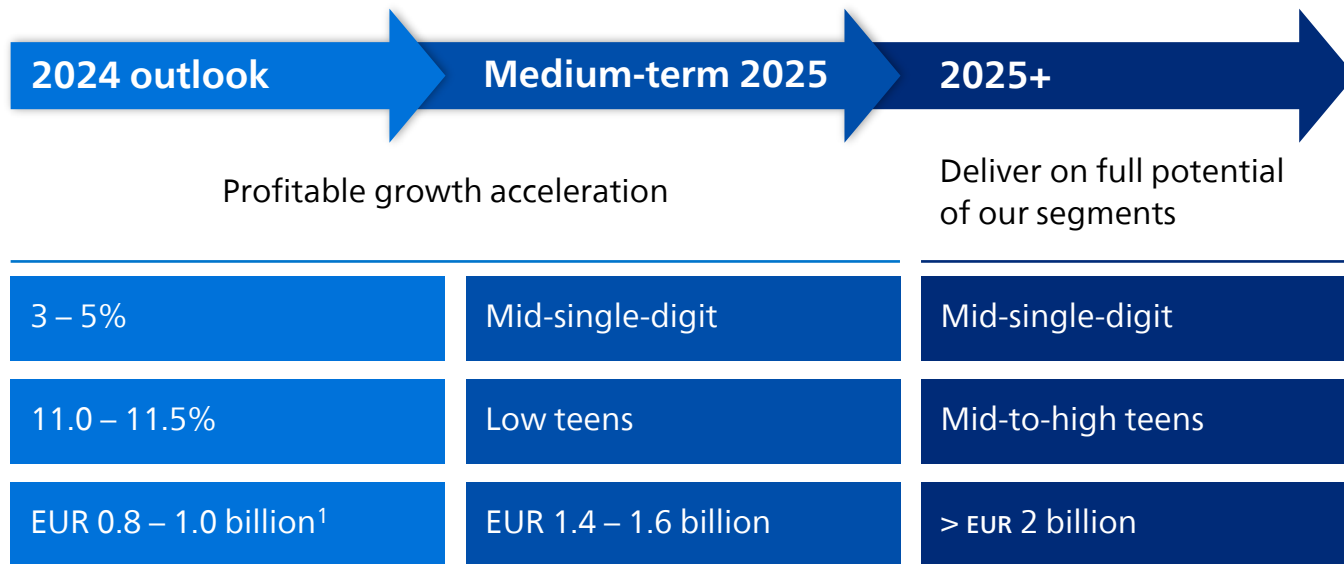 2024 outlook
Medium-term 2025
2025+
Profitable growth acceleration
Deliver on full potential
of our segments
3 – 5%
Mid-single-digit
Mid-single-digit
11.0 – 11.5%
Low teens
Mid-to-high teens
EUR 0.8 – 1.0 billion¹
EUR 1.4 – 1.6 billion
> EUR 2 billion